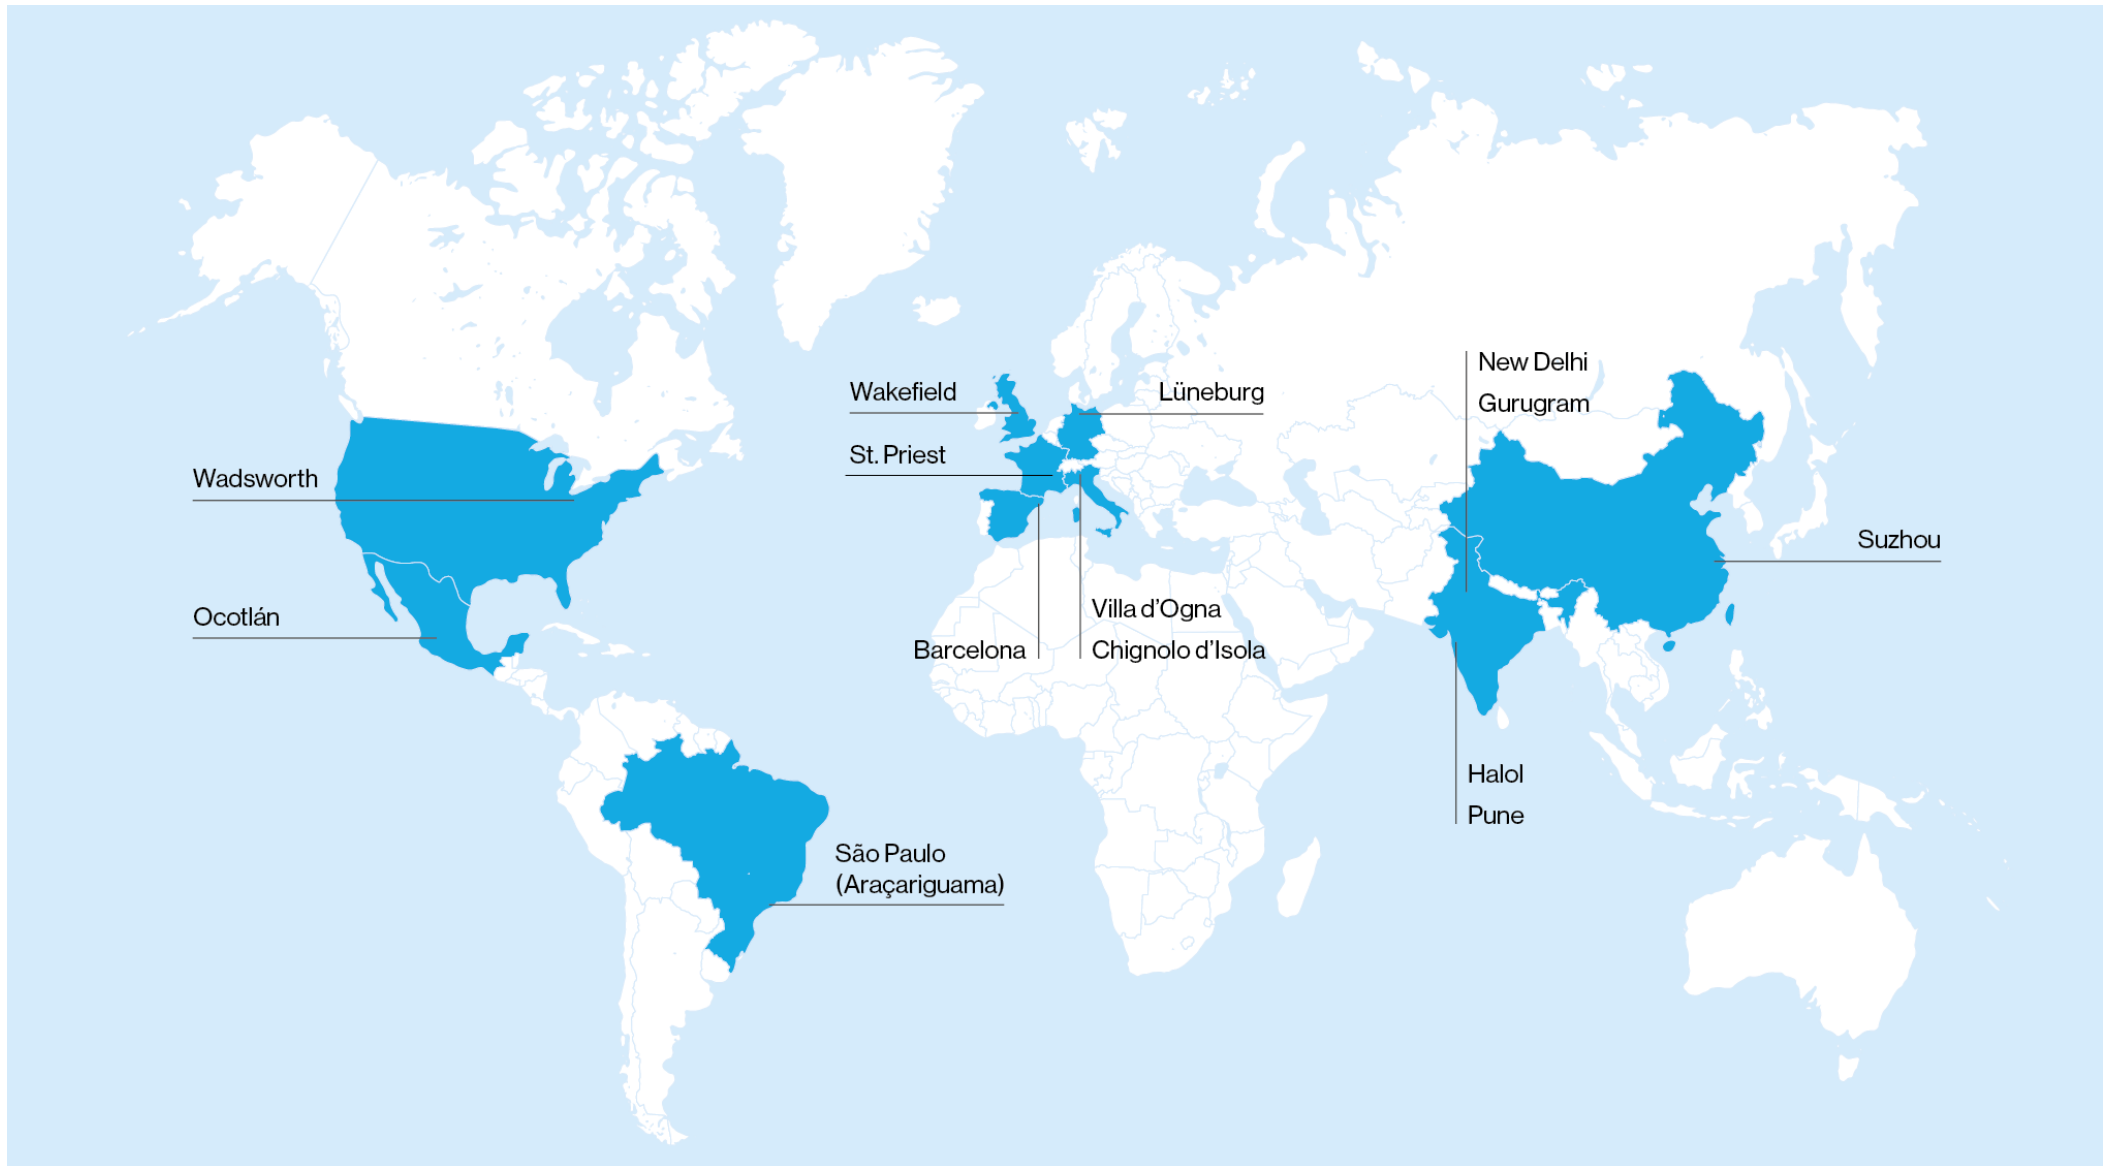 Wakefield
Lüneburg
New Delhi
Gurugram
St. Priest
Wadsworth
Suzhou
Ocotlán
Villa d’Ogna
Barcelona
Chignolo d’Isola
Halol
Pune
São Paulo
(Araçariguama)